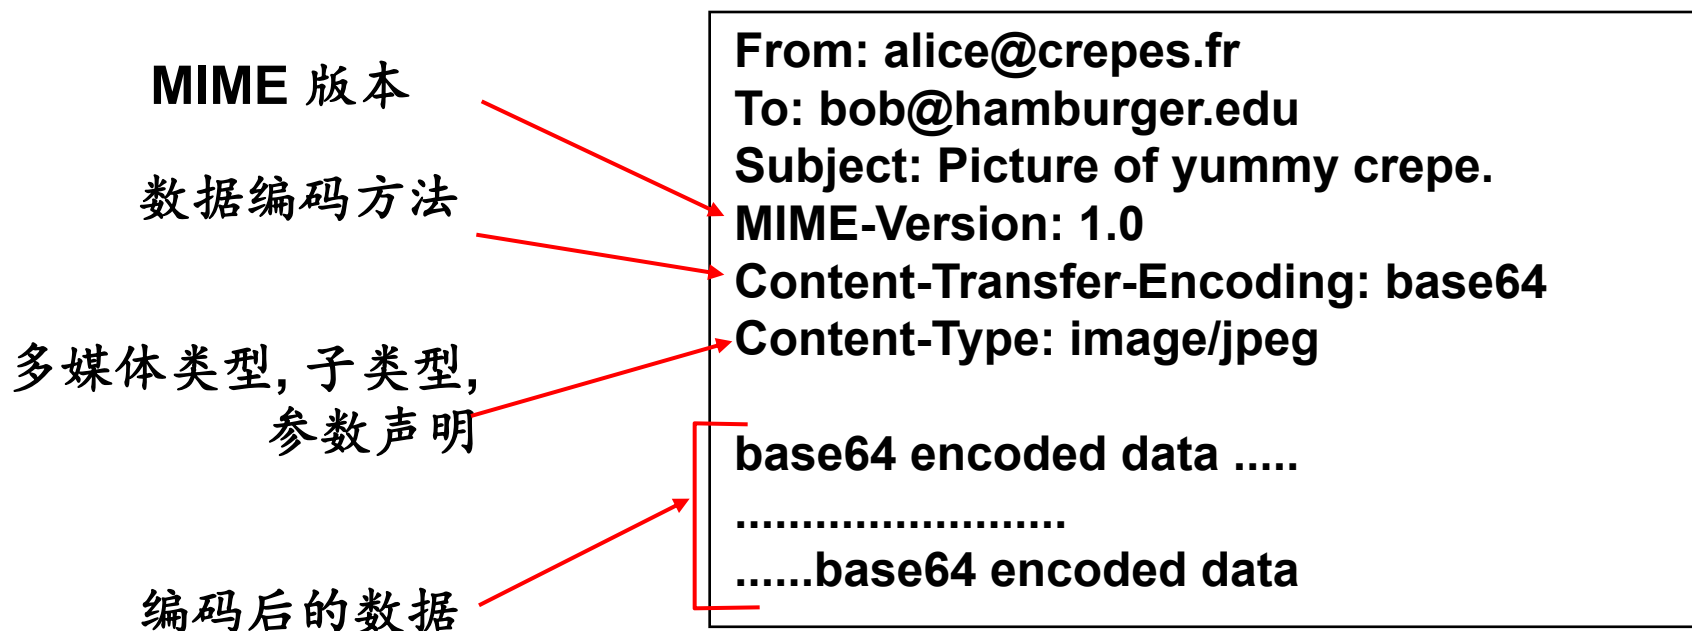 MIME 版本
数据编码方法
多媒体类型, 子类型,
参数声明
编码后的数据
From: alice@crepes.fr
To: bob@hamburger.edu
Subject: Picture of yummy crepe.
MIME-Version: 1.0
Content-Transfer-Encoding: base64
Content-Type: image/jpeg
base64 encoded data .....
.........................
......base64 encoded data